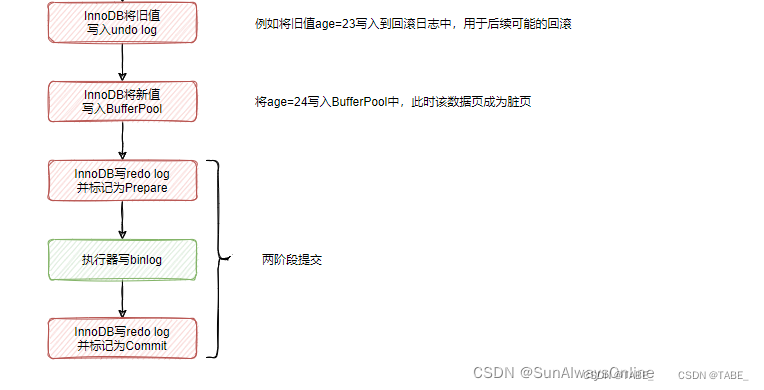 InnoDB将旧值
写入undo log
例如将旧值age=23写入到回滚日志中，用于后续可能的回滚
InnoDB将新值
写入BufferPool
将age=24写入BufferPool中，此时该数据页成为脏页
InnoDB写redo log
并标记为Prepare
执行器写binlog
两阶段提交
InnoDB写redo log
并标记为Commit
CSDN @SunAlwaysOnline
CSDN @TABE_
CSDN @TABE_